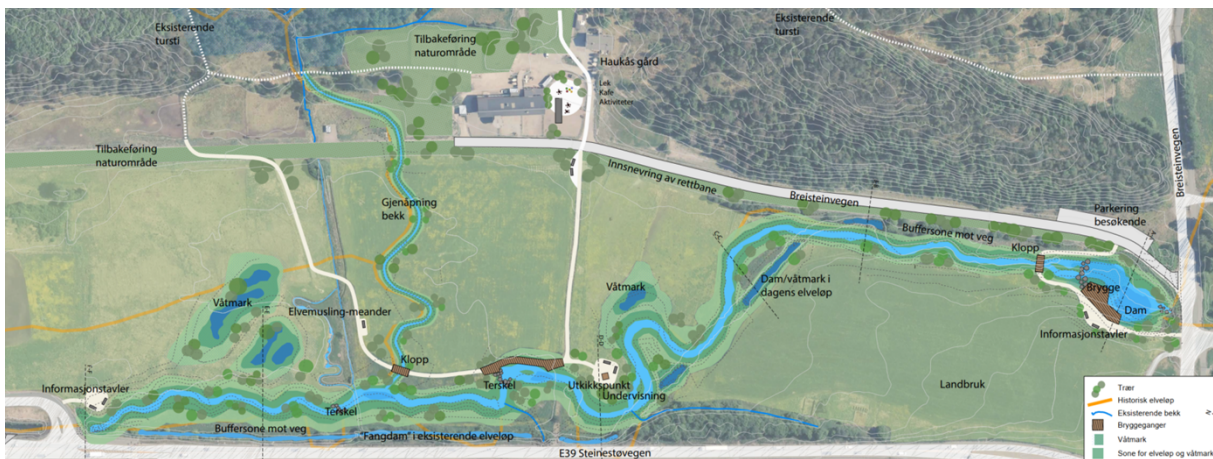 Eksisterende
tursti
Tilbakeføring
naturområde
Haukås gård
Lek
Kafe
Aktiviteter
Eksisterende
tursti
Breisteinvegen
Tilbakeføring
naturområde
Innsnevring av rettbane
Breisteinvegen
Gjenåpning
bekk
Parkering
besøkende
Buffersone mot veg
Klopp
Dam/våtmark i
dagens elveløp
Brygge
Dam
Våtmark
Våtmark
Elvemusling-meander
Informasjonstavler
Klopp
Informasjonstavler
Terskel
Utkikkspunkt
Undervisning
Landbruk
Terskel
Buffersone mot veg
"Fangdam" i eksisterende elveløp
E39 Steinestøvegen
Trær
Historisk elveløp
Eksisterende bekk
Bryggeganger
Våtmark
Sone for elveløp og våtmark